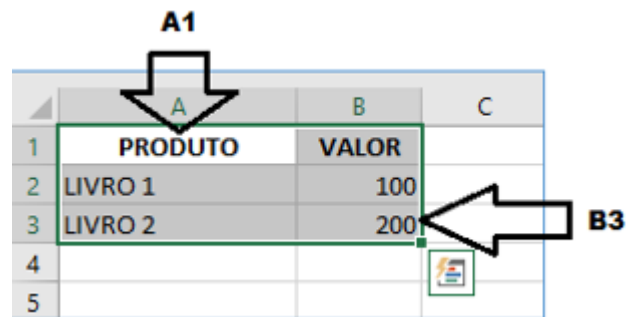 A1
A B C
1 PRODUTO VALOR
2 LIVRO 1 100
3 LIVRO 2 200
B3
4
5